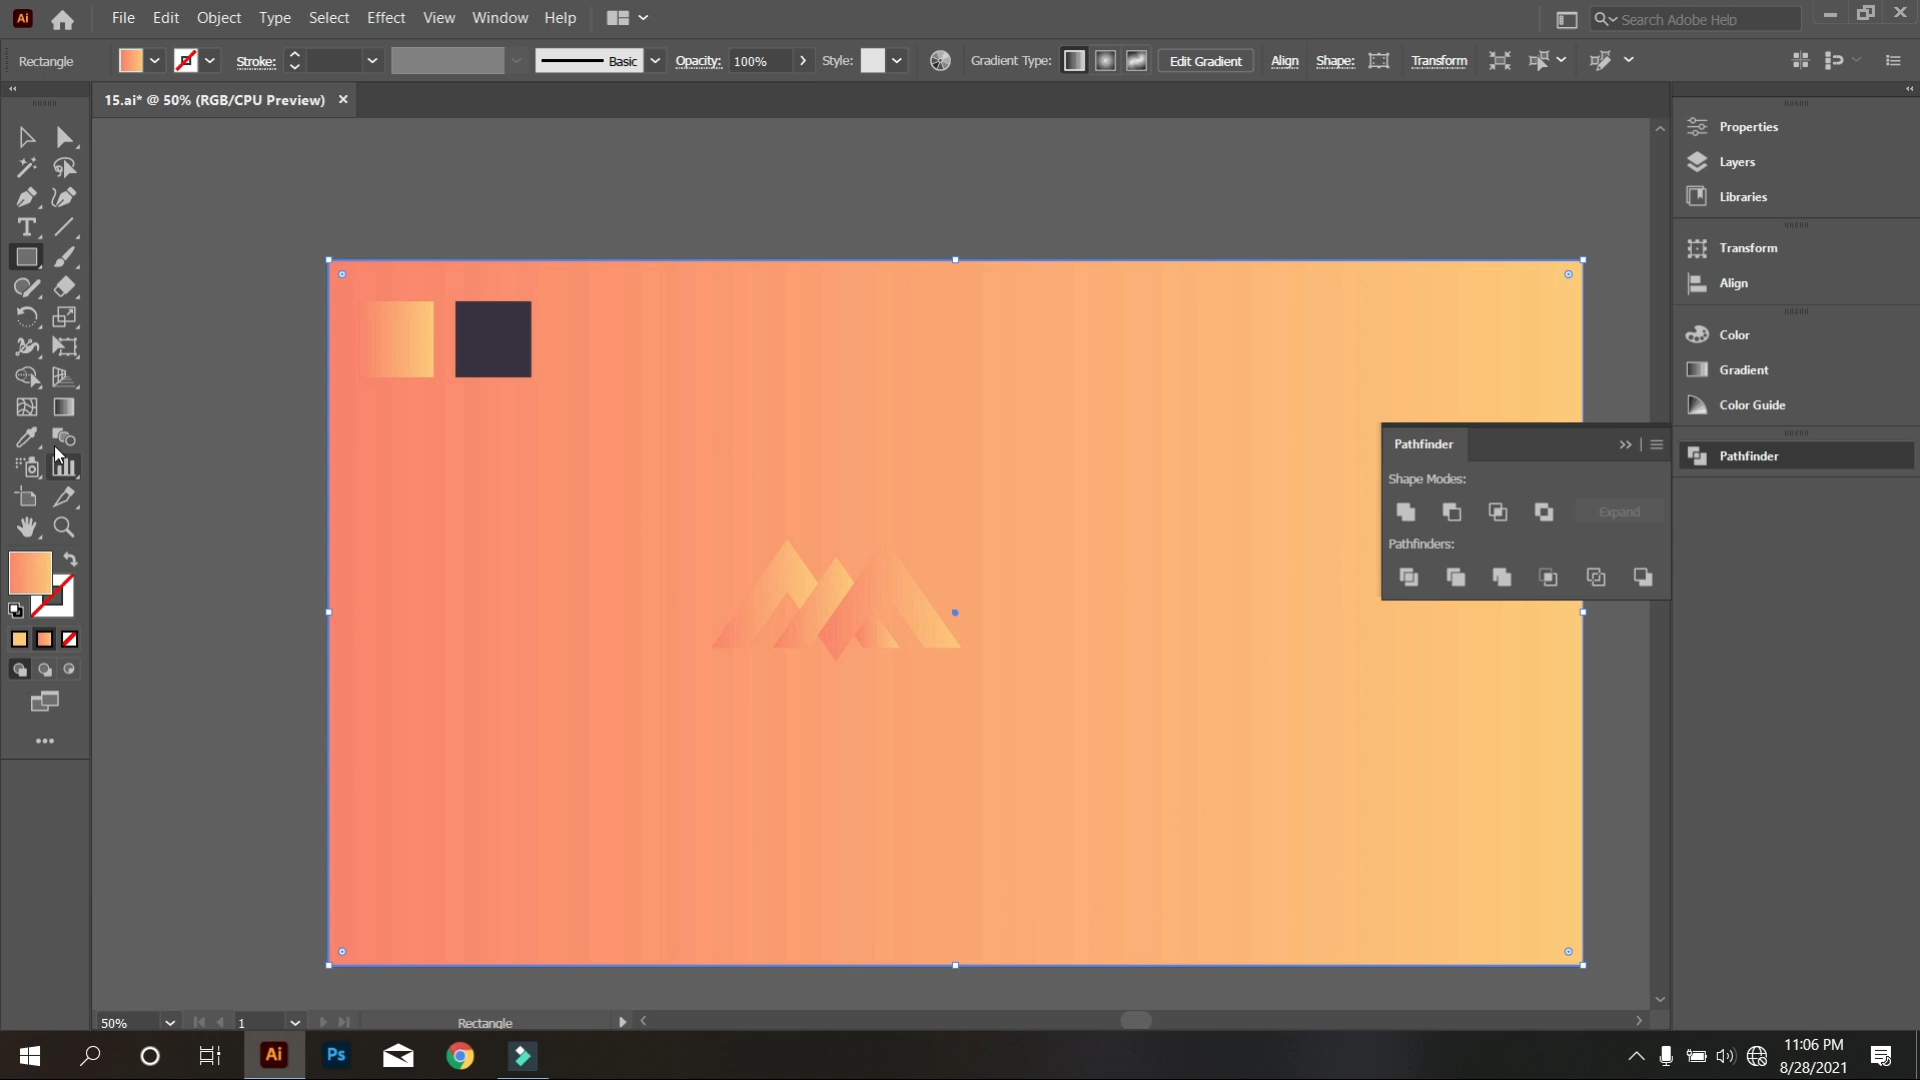 Ai File Edit Object Type Select Effect View Window Help Search Adobe Help
Rectangle Stroke: Basic Opacity: 100% Style: Gradient Type: Edit Gradient Align Shape: Transform
15.ai* @ 50% (RGB/CPU Preview)
Properties
Layers
Libraries
Transform
Align
Color
Gradient
Color Guide
Pathfinder
Pathfinder
Shape Modes:
Expand
Pathfinders:
50% 1 Rectangle
Ai Ps
11:06 PM
8/28/2021